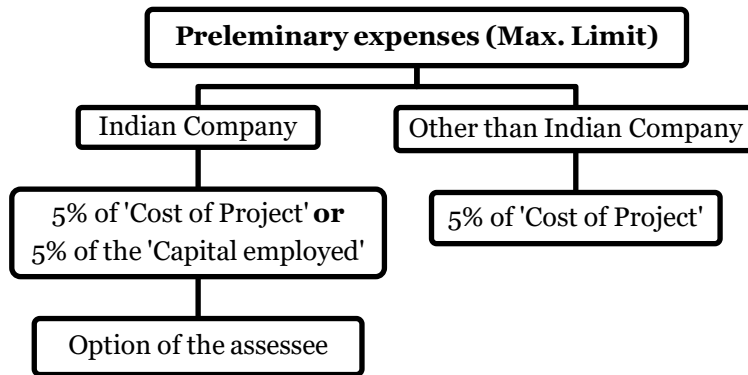 Preleminary expenses (Max. Limit)
Indian Company
Other than Indian Company
5% of 'Cost of Project' or
5% of the 'Capital employed'
5% of 'Cost of Project'
Option of the assessee